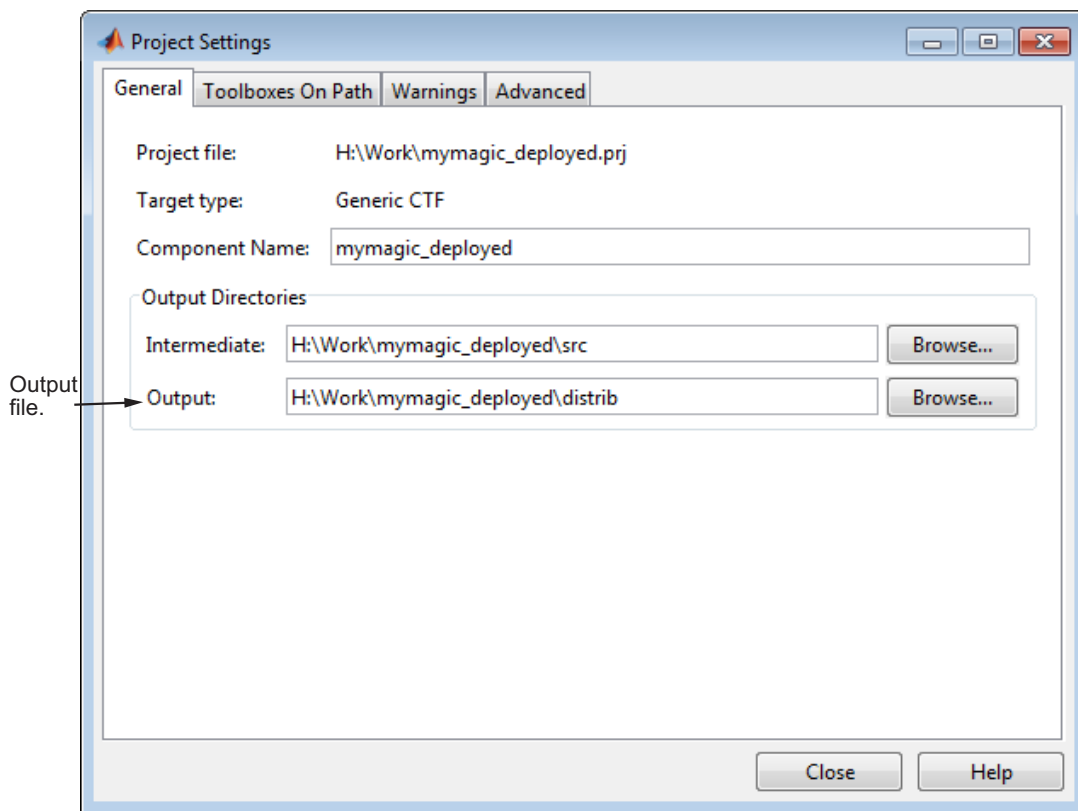 Project Settings
General Toolboxes On Path Warnings Advanced
Project file: H:\Work\mymagic_deployed.prj
Target type: Generic CTF
Component Name: mymagic_deployed
Output Directories
Intermediate: H:\Work\mymagic_deployed\src Browse...
Output: H:\Work\mymagic_deployed\distrib Browse...
Output
file.
Close Help